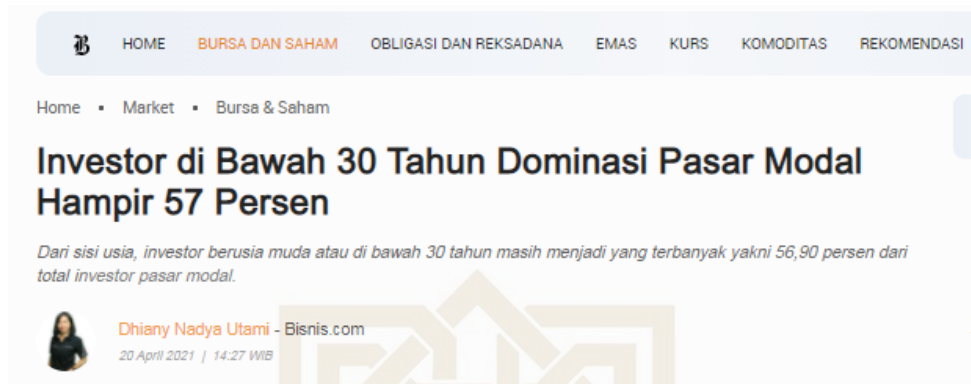 B HOME BURSA DAN SAHAM OBLIGASI DAN REKSADANA EMAS KURS KOMODITAS REKOMENDASI
Home ▪ Market ▪ Bursa & Saham
Investor di Bawah 30 Tahun Dominasi Pasar Modal
Hampir 57 Persen
Dari sisi usia, investor berusia muda atau di bawah 30 tahun masih menjadi yang terbanyak yakni 56,90 persen dari
total investor pasar modal.
Dhiany Nadya Utami - Bisnis.com
20 April 2021 | 14:27 WIB